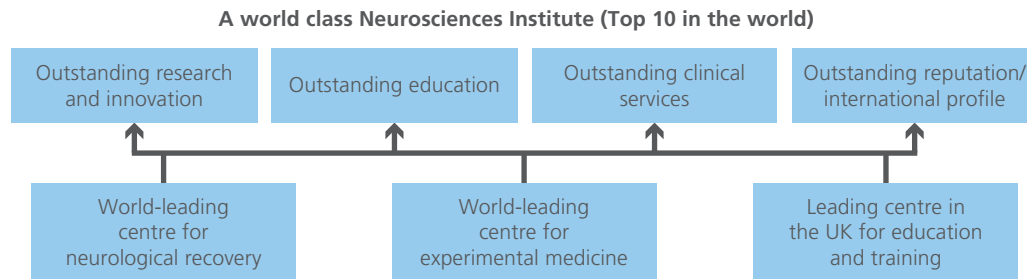 A world class Neurosciences Institute (Top 10 in the world)
Outstanding research
and innovation
Outstanding education
Outstanding clinical
services
Outstanding reputation/
international profile
World-leading
centre for
neurological recovery
World-leading
centre for
experimental medicine
Leading centre in
the UK for education
and training